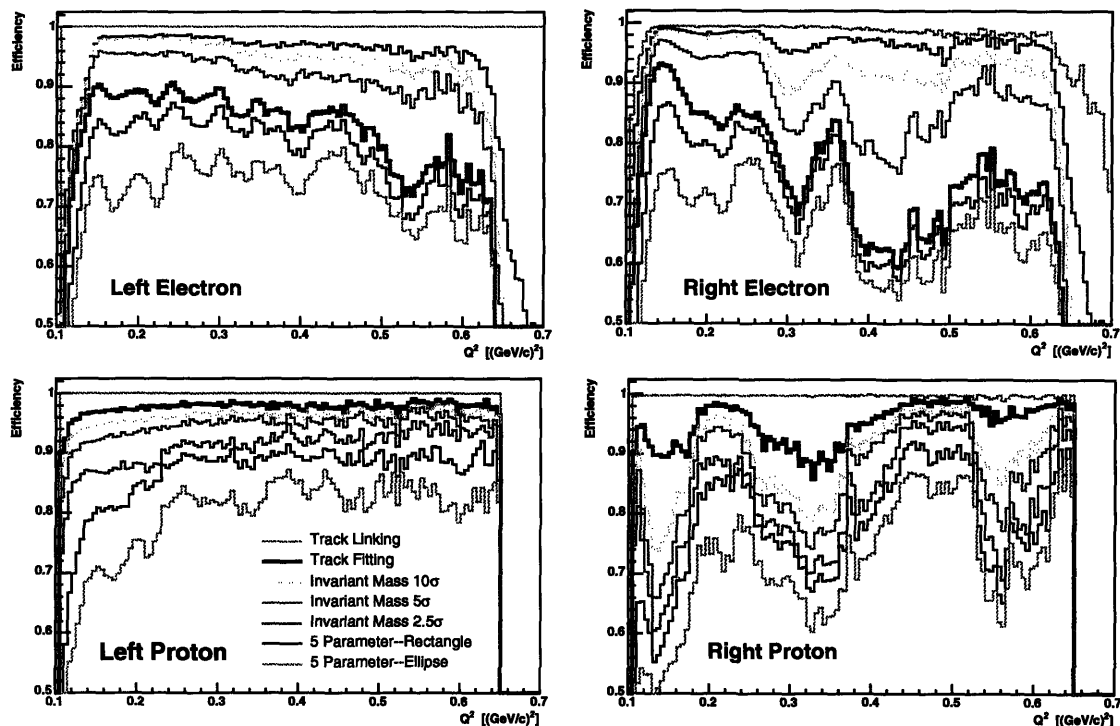 Efficiency
1
0.9
0.8
0.7
0.6
0.5
0.1 0.2 0.3 0.4 0.5 0.6 0.7
Q² [(GeV/c)²]
Left Electron
Efficiency
1
0.9
0.8
0.7
0.6
0.5
0.1 0.2 0.3 0.4 0.5 0.6 0.7
Q² [(GeV/c)²]
Right Electron
Efficiency
1
0.9
0.8
0.7
0.6
0.5
0.1 0.2 0.3 0.4 0.5 0.6 0.7
Q² [(GeV/c)²]
Left Proton
Track Linking
Track Fitting
Invariant Mass 10σ
Invariant Mass 5σ
Invariant Mass 2.5σ
5 Parameter--Rectangle
5 Parameter--Ellipse
Efficiency
1
0.9
0.8
0.7
0.6
0.5
0.1 0.2 0.3 0.4 0.5 0.6 0.7
Q² [(GeV/c)²]
Right Proton